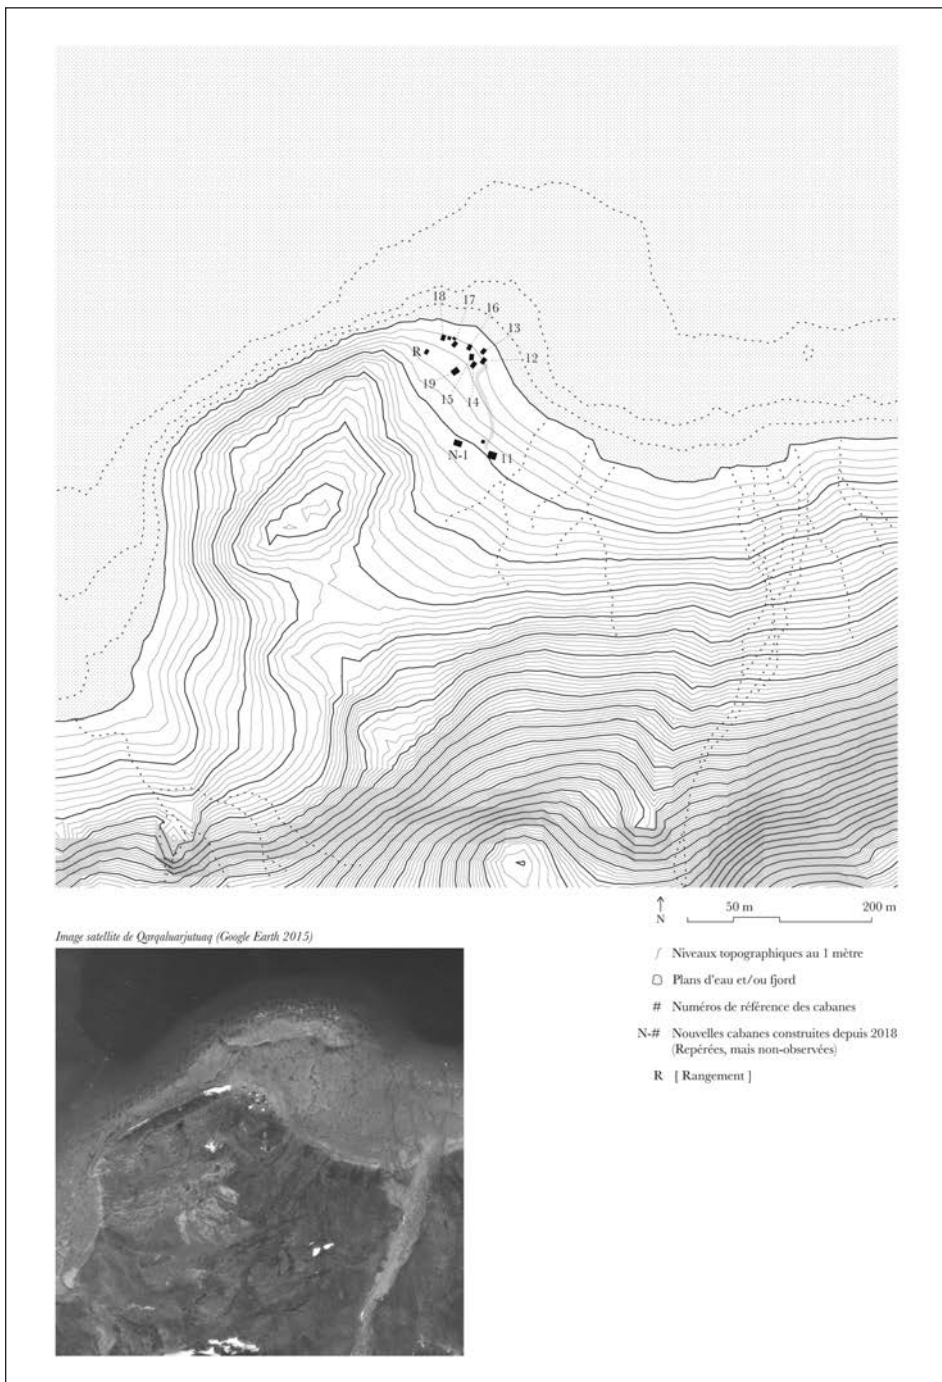 18
17
16
13
R
12
19
15
14
N-1
11
N
50 m
200 m
Image satellite de Qarqaluarjutuaq (Google Earth 2015)
Niveaux topographiques au 1 mètre
Plans d'eau et/ou fjord
# Numéros de référence des cabanes
N-# Nouvelles cabanes construites depuis 2018
(Repérées, mais non-observées)
R [ Rangement ]